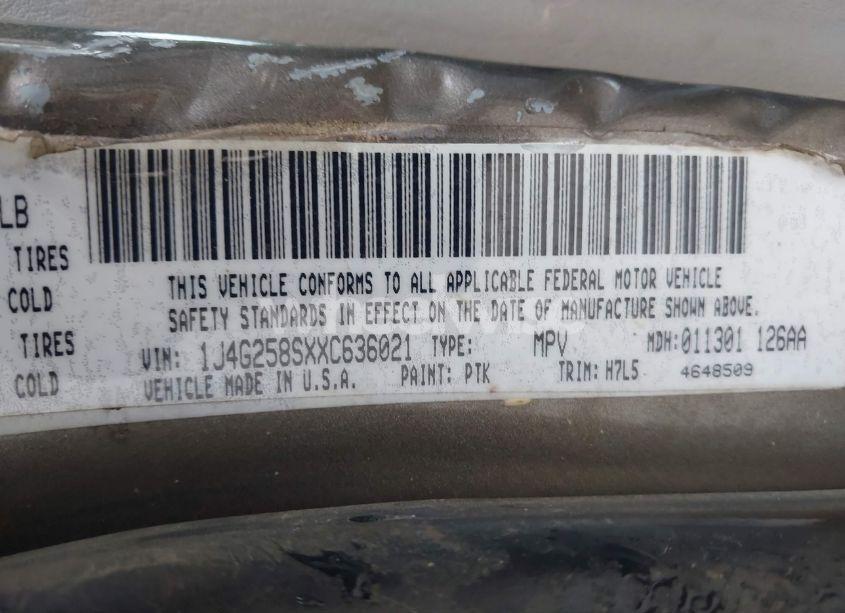 LB
TIRES
COLD
TIRES
COLD
THIS VEHICLE CONFORMS TO ALL APPLICABLE FEDERAL MOTOR VEHICLE
SAFETY STANDARDS IN EFFECT ON THE DATE OF MANUFACTURE SHOWN ABOVE.
VIN: 1J4G258SXXC636021 TYPE: MPV MDH:011301 126AA
VEHICLE MADE IN U.S.A. PAINT: PTK TRIM: H7L5 4648509